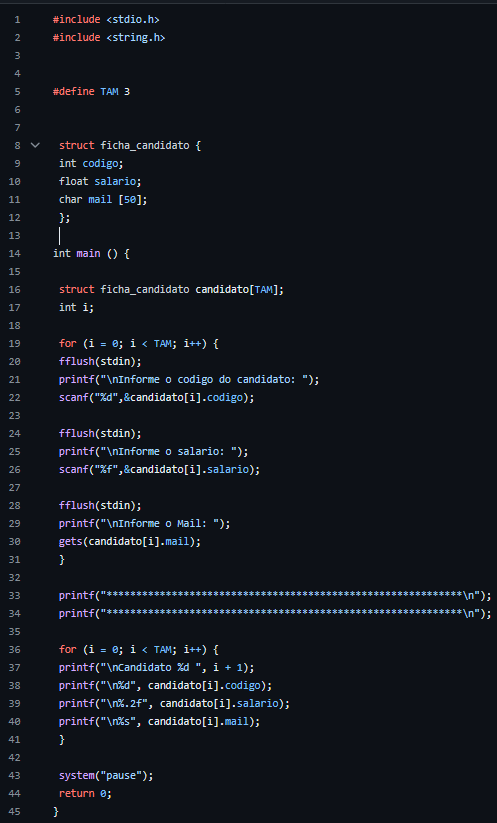 1 #include <stdio.h>
2 #include <string.h>
3
4
5 #define TAM 3
6
7
8 struct ficha_candidato {
9 int codigo;
10 float salario;
11 char mail [50];
12 };
13
14 int main () {
15
16 struct ficha_candidato candidato[TAM];
17 int i;
18
19 for (i = 0; i < TAM; i++) {
20 fflush(stdin);
21 printf("\nInforme o codigo do candidato: ");
22 scanf("%d",&candidato[i].codigo);
23
24 fflush(stdin);
25 printf("\nInforme o salario: ");
26 scanf("%f",&candidato[i].salario);
27
28 fflush(stdin);
29 printf("\nInforme o Mail: ");
30 gets(candidato[i].mail);
31 }
32
33 printf("************************************************************\n");
34 printf("************************************************************\n");
35
36 for (i = 0; i < TAM; i++) {
37 printf("\nCandidato %d ", i + 1);
38 printf("\n%d", candidato[i].codigo);
39 printf("\n%.2f", candidato[i].salario);
40 printf("\n%s", candidato[i].mail);
41 }
42
43 system("pause");
44 return 0;
45 }